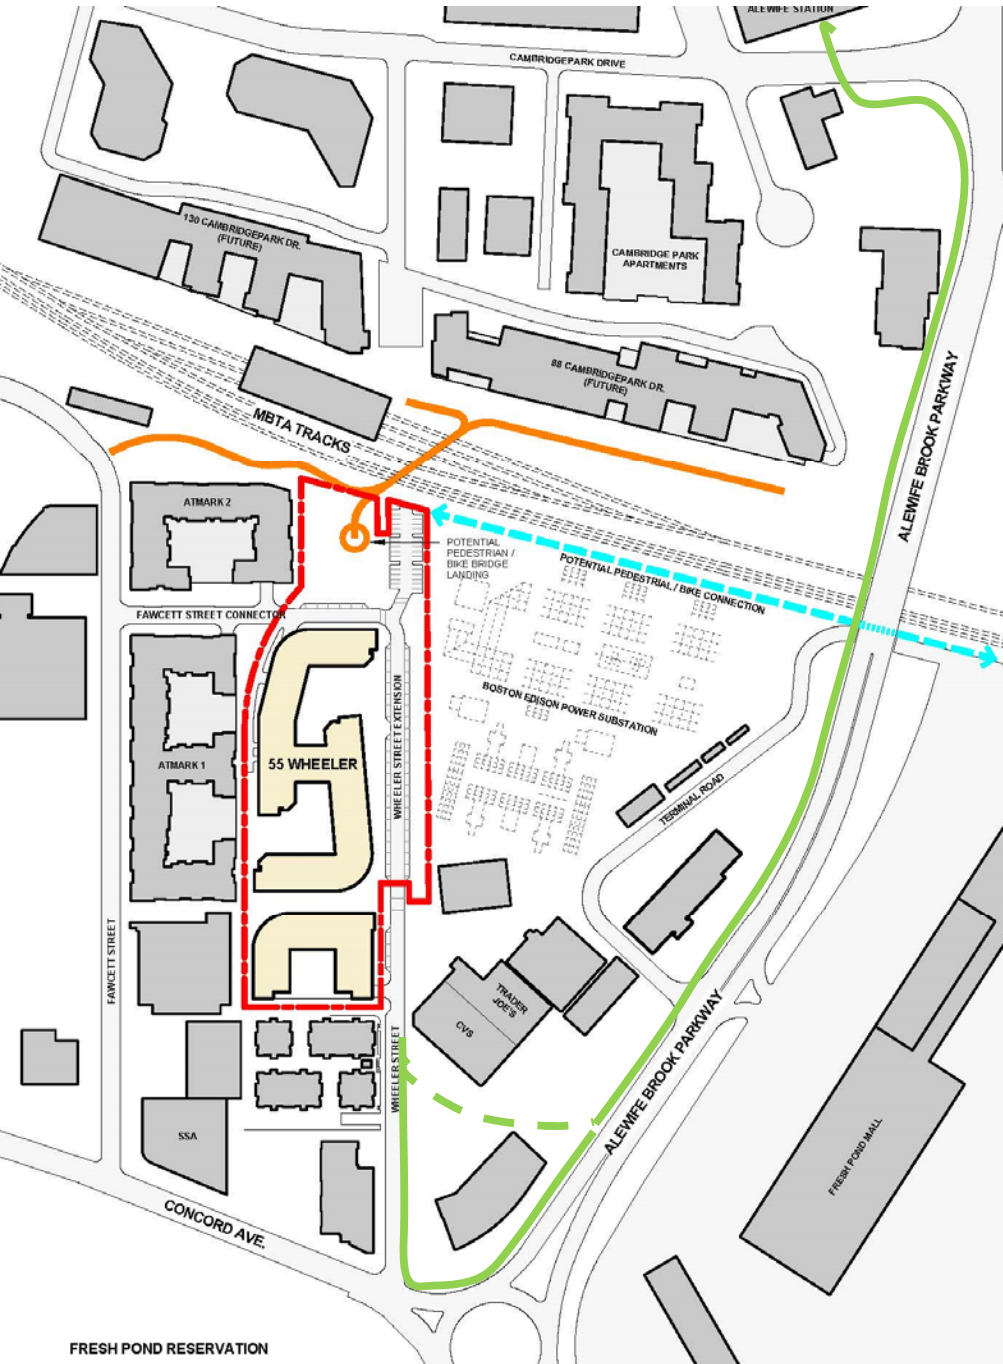 ALEWIFE STATION
CAMBRIDGEPARK DRIVE
130 CAMBRIDGEPARK DR.
(FUTURE)
CAMBRIDGE PARK
APARTMENTS
88 CAMBRIDGEPARK DR.
(FUTURE)
MBTA TRACKS
ALEWIFE BROOK PARKWAY
ATMARK 2
POTENTIAL
PEDESTRIAN /
BIKE BRIDGE
LANDING
POTENTIAL PEDESTRIAL / BIKE CONNECTION
FAWCETT STREET CONNECTOR
BOSTON EDISON POWER SUBSTATION
WHEELER STREET EXTENSION
ATMARK 1
55 WHEELER
TERMINAL ROAD
FAWCETT STREET
TRADER
JOE'S
CVS
WHEELER STREET
ALEWIFE BROOK PARKWAY
SSA
FRESH POND MALL
CONCORD AVE.
FRESH POND RESERVATION